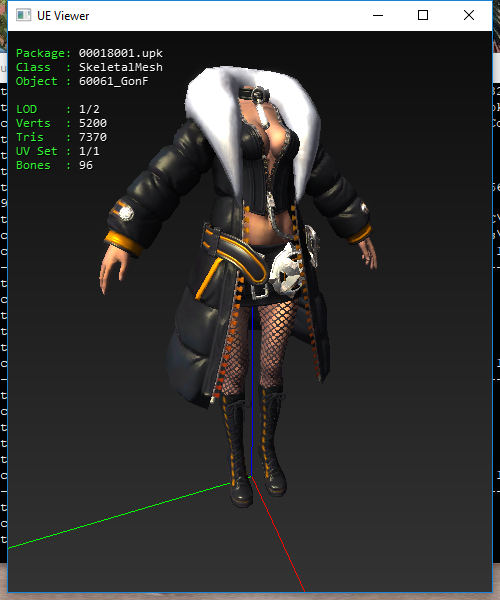 UE Viewer
Package: 00018001.upk
Class  : SkeletalMesh
Object : 60061_GonF
LOD    : 1/2
Verts  : 5200
Tris   : 7370
UV Set : 1/1
Bones  : 96